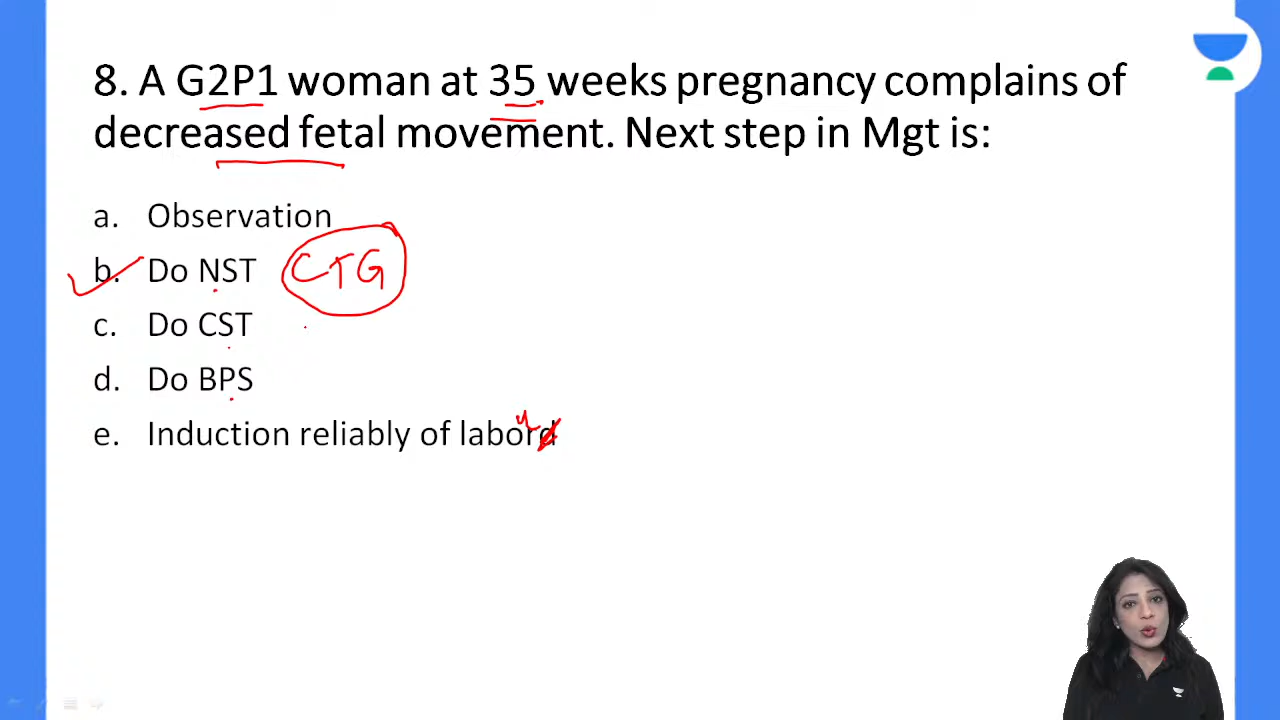 8. A G2P1 woman at 35 weeks pregnancy complains of
decreased fetal movement. Next step in Mgt is:
a. Observation
b. Do NST CTG
c. Do CST
d. Do BPS
e. Induction reliably of labord